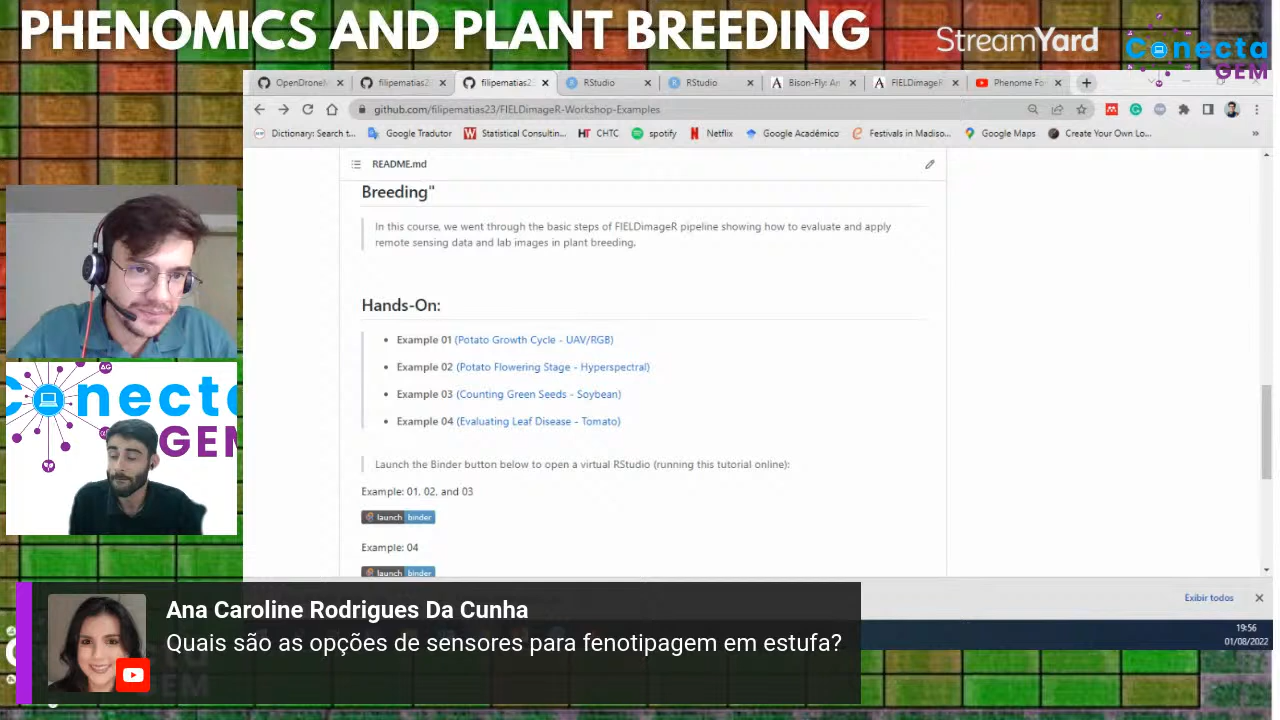 PHENOMICS AND PLANT BREEDING
StreamYard
Conecta
GEM
OpenDroneM
filipematias2
filipematias2
RStudio
RStudio
Bison-Fly: An
FIELDimageR
Phenome Fo
github.com/filipematias23/FIELDimageR-Workshop-Examples
Dictionary: Search t...
Google Tradutor
Statistical Consultin...
CHTC
spotify
Netflix
Google Acadêmico
Festivals in Madiso...
Google Maps
Create Your Own Lo...
README.md
Breeding"
In this course, we went through the basic steps of FIELDimageR pipeline showing how to evaluate and apply
remote sensing data and lab images in plant breeding.
Hands-On:
Example 01 (Potato Growth Cycle - UAV/RGB)
Example 02 (Potato Flowering Stage - Hyperspectral)
Example 03 (Counting Green Seeds - Soybean)
Example 04 (Evaluating Leaf Disease - Tomato)
Launch the Binder button below to open a virtual RStudio (running this tutorial online):
Example: 01, 02, and 03
launch binder
Example: 04
launch binder
Conecta
GEM
Exibir todos
19:56
01/08/2022
Ana Caroline Rodrigues Da Cunha
Quais são as opções de sensores para fenotipagem em estufa?